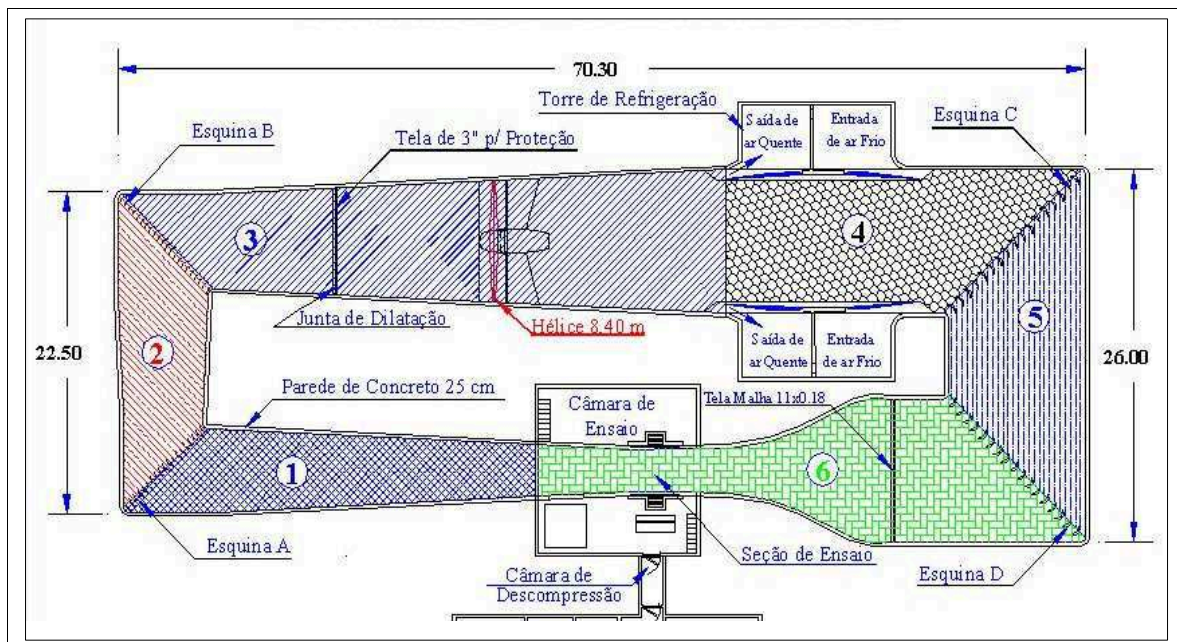 70.30
Torre de Refrigeração
Esquina B
Tela de 3" p/ Proteção
Saída de
ar Quente
Entrada
de ar Frio
Esquina C
3
4
Junta de Dilatação
Hélice 8.40 m
22.50
2
5
26.00
Saída de
ar Quente
Entrada
de ar Frio
Parede de Concreto 25 cm
Câmara de
Ensaio
Tela Malha 11x0.18
1
6
Esquina A
Seção de Ensaio
Esquina D
Câmara de
Descompressão